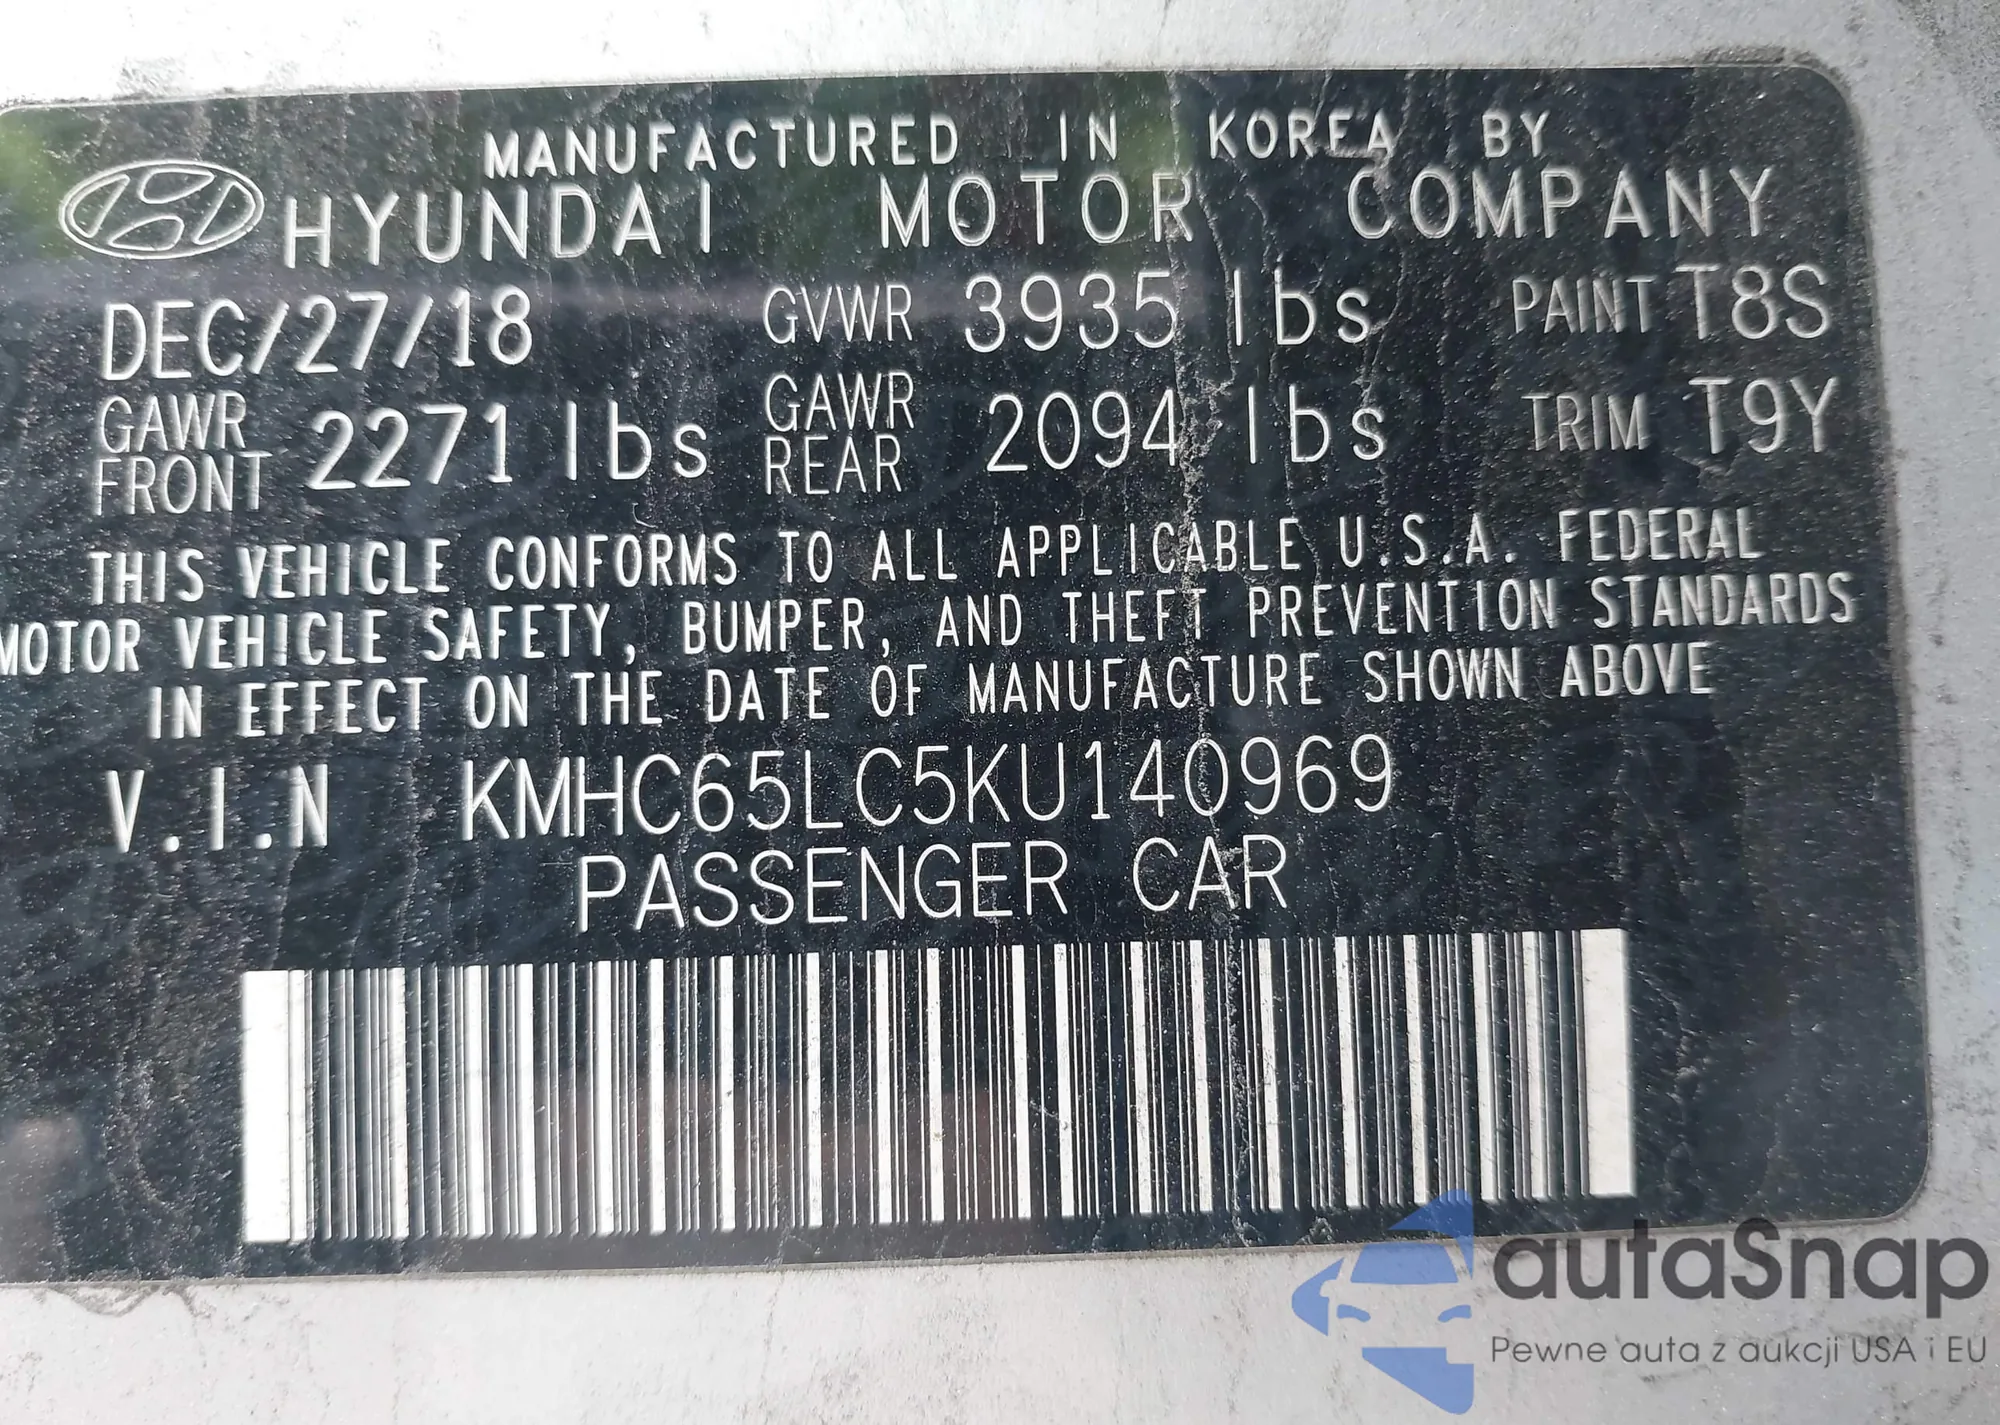 MANUFACTURED IN KOREA BY
HYUNDAI MOTOR COMPANY
DEC/27/18 GVWR 3935 lbs PAINT T8S
GAWR FRONT 2271 lbs GAWR REAR 2094 lbs TRIM T9Y
THIS VEHICLE CONFORMS TO ALL APPLICABLE U.S.A. FEDERAL
MOTOR VEHICLE SAFETY, BUMPER, AND THEFT PREVENTION STANDARDS
IN EFFECT ON THE DATE OF MANUFACTURE SHOWN ABOVE
V.I.N KMHC65LC5KU140969
PASSENGER CAR
autaSnap
Pewne auta z aukcji USA i EU